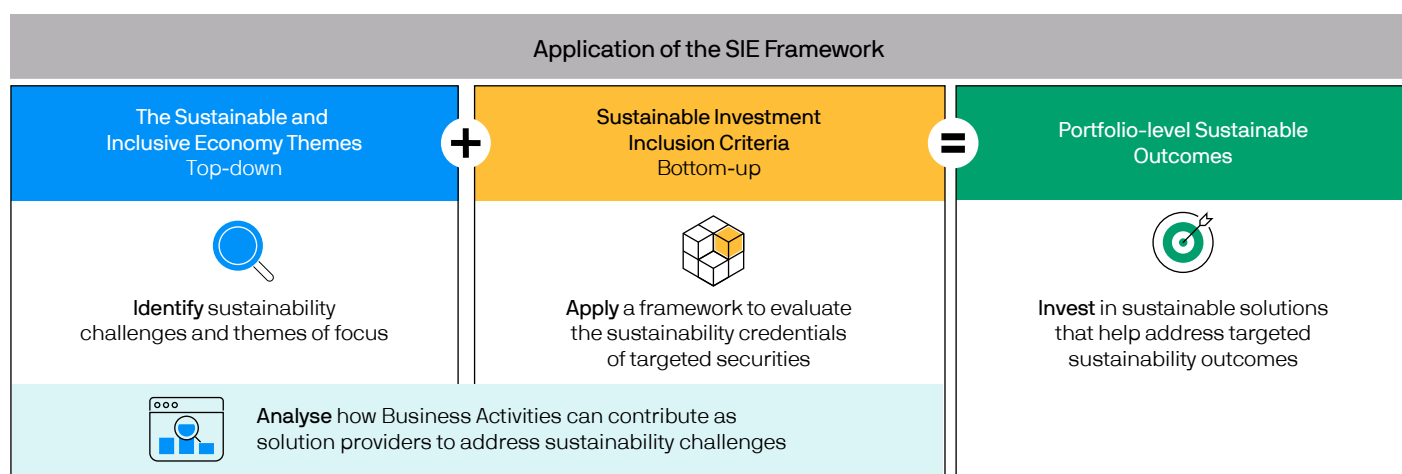 Application of the SIE Framework
The Sustainable and
Inclusive Economy Themes
Top-down
+
Sustainable Investment
Inclusion Criteria
Bottom-up
=
Portfolio-level Sustainable
Outcomes
Identify sustainability
challenges and themes of focus
Apply a framework to evaluate
the sustainability credentials
of targeted securities
Invest in sustainable solutions
that help address targeted
sustainability outcomes
Analyse how Business Activities can contribute as
solution providers to address sustainability challenges